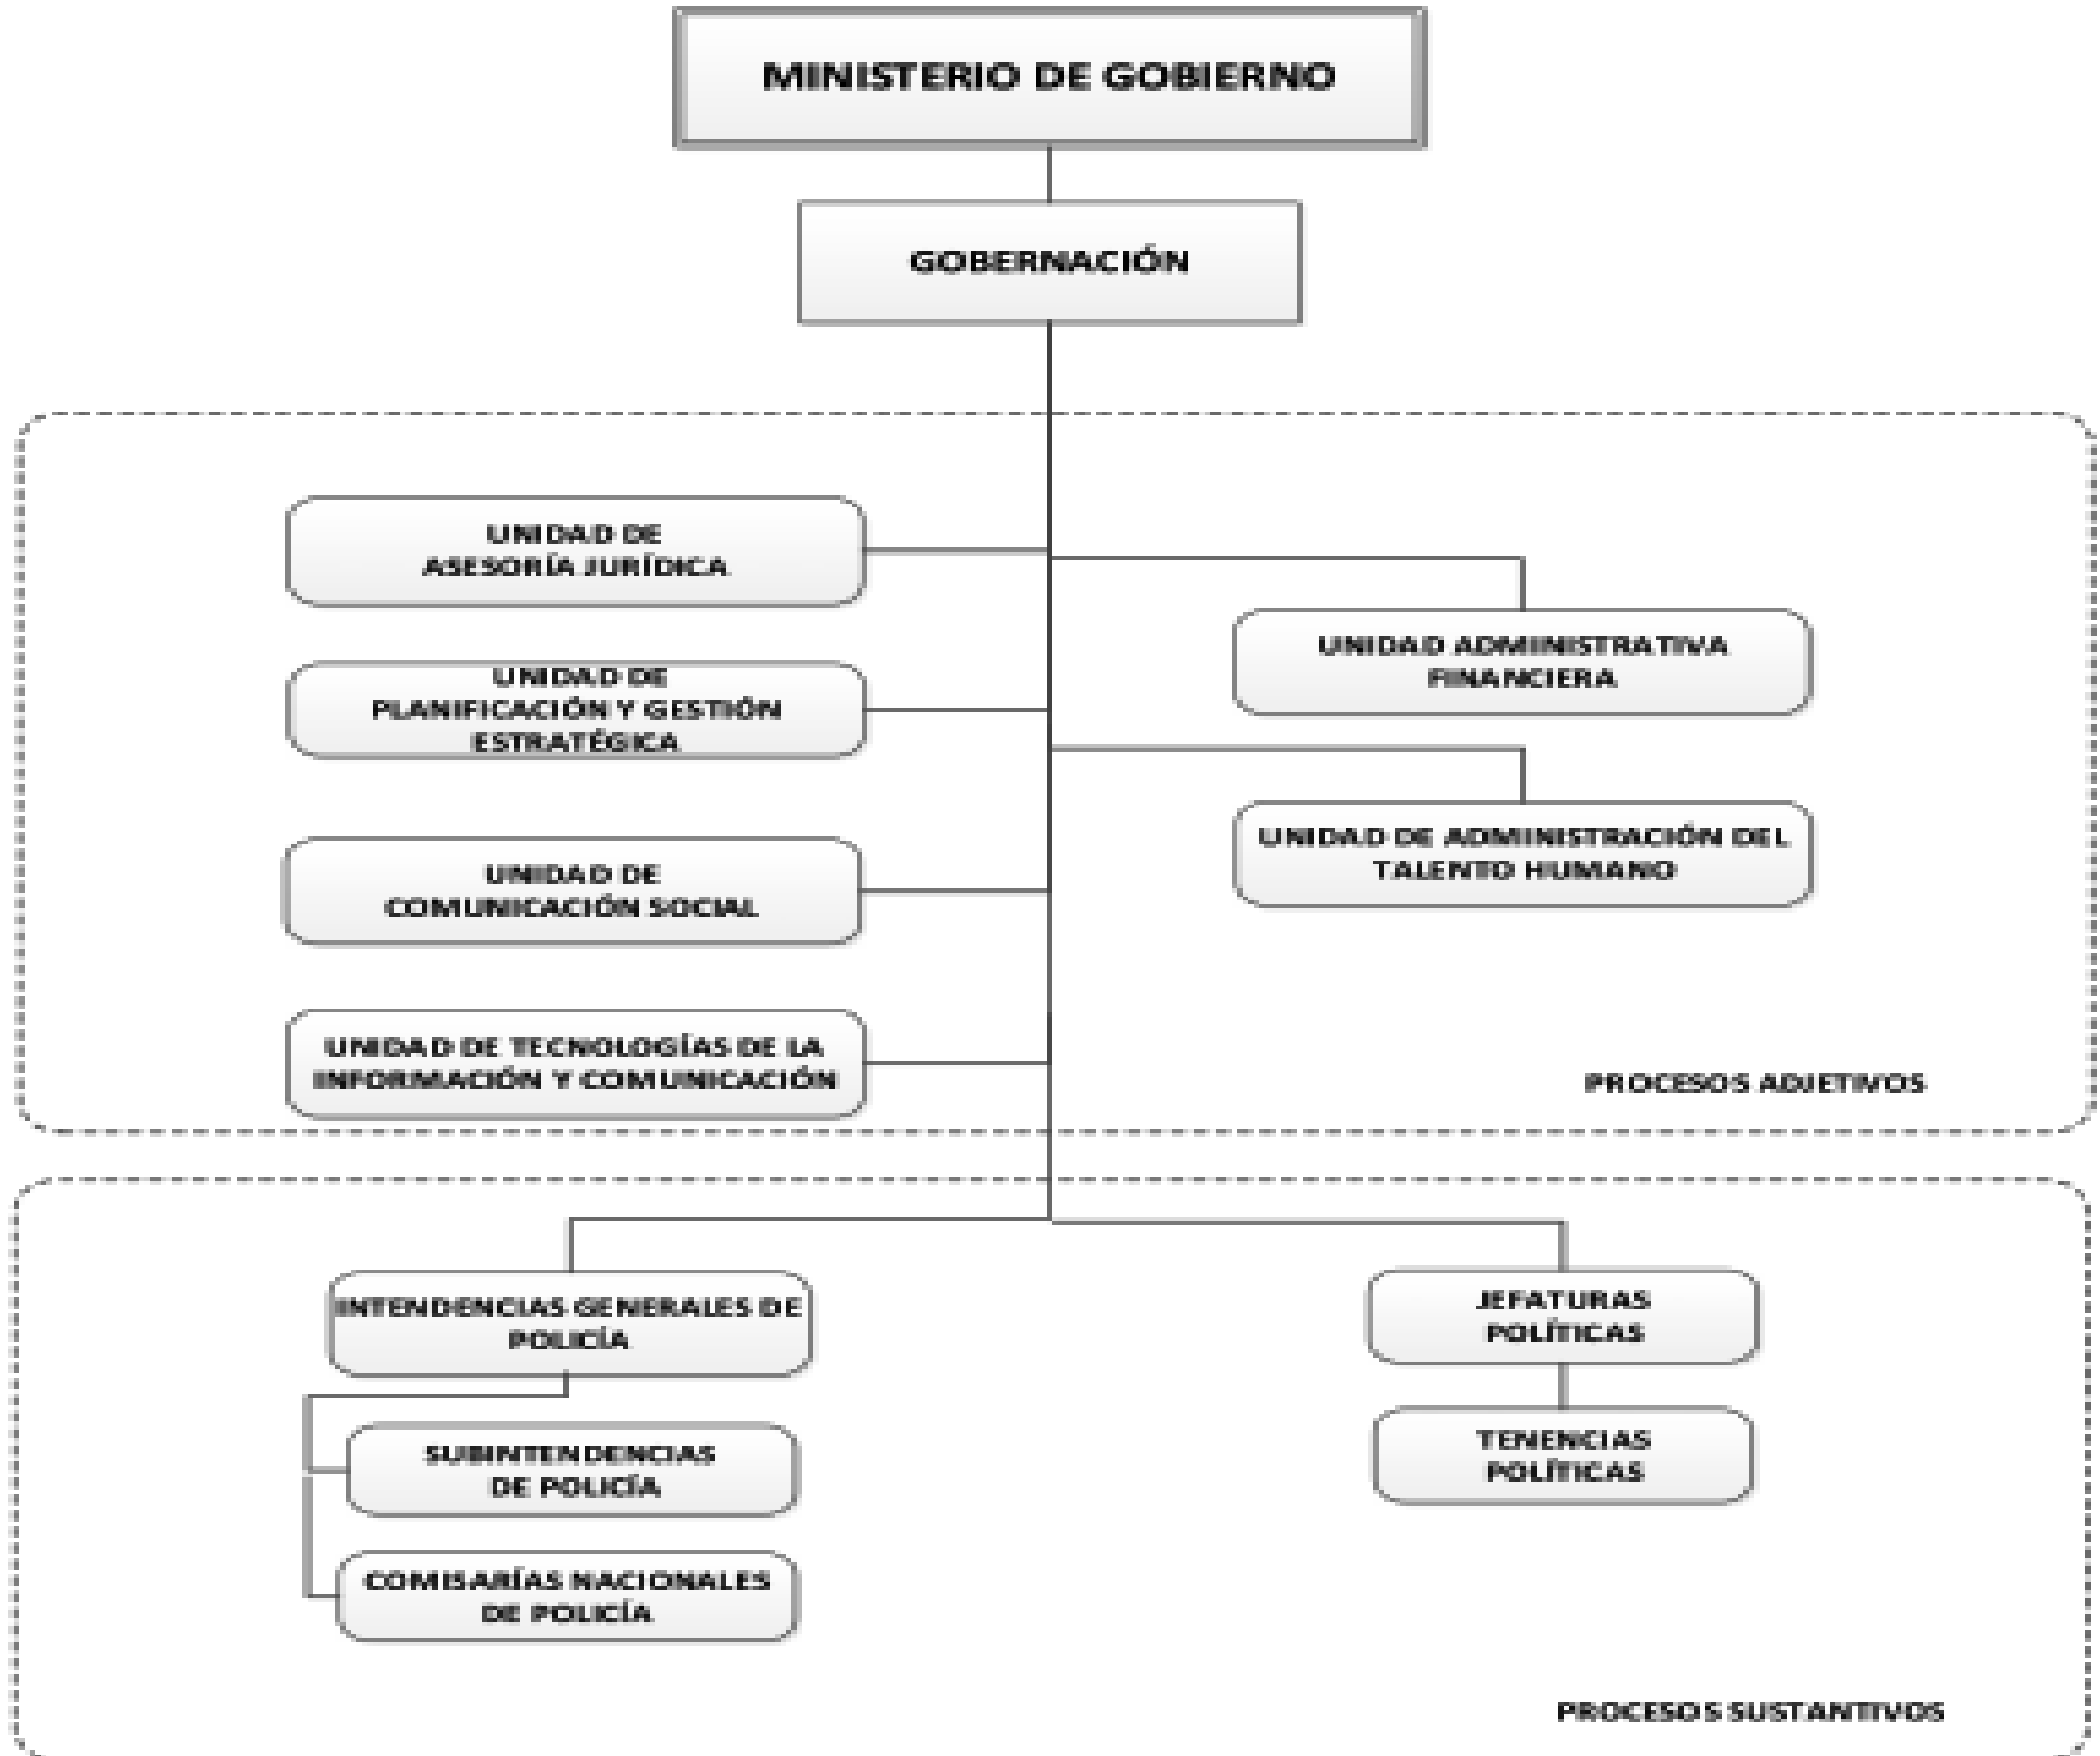 MINISTERIO DE GOBIERNO
GOBERNACIÓN
UNIDAD DE
ASESORÍA JURÍDICA
UNIDAD ADMINISTRATIVA
FINANCIERA
UNIDAD DE
PLANIFICACIÓN Y GESTIÓN
ESTRATÉGICA
UNIDAD DE ADMINISTRACIÓN DEL
TALENTO HUMANO
UNIDAD DE
COMUNICACIÓN SOCIAL
UNIDAD DE TECNOLOGÍAS DE LA
INFORMACIÓN Y COMUNICACIÓN
PROCESOS ADJETIVOS
INTENDENCIAS GENERALES DE
POLICÍA
SUBINTENDENCIAS
DE POLICÍA
COMISARÍAS NACIONALES
DE POLICÍA
JEFATURAS
POLÍTICAS
TENENCIAS
POLÍTICAS
PROCESOS SUSTANTIVOS